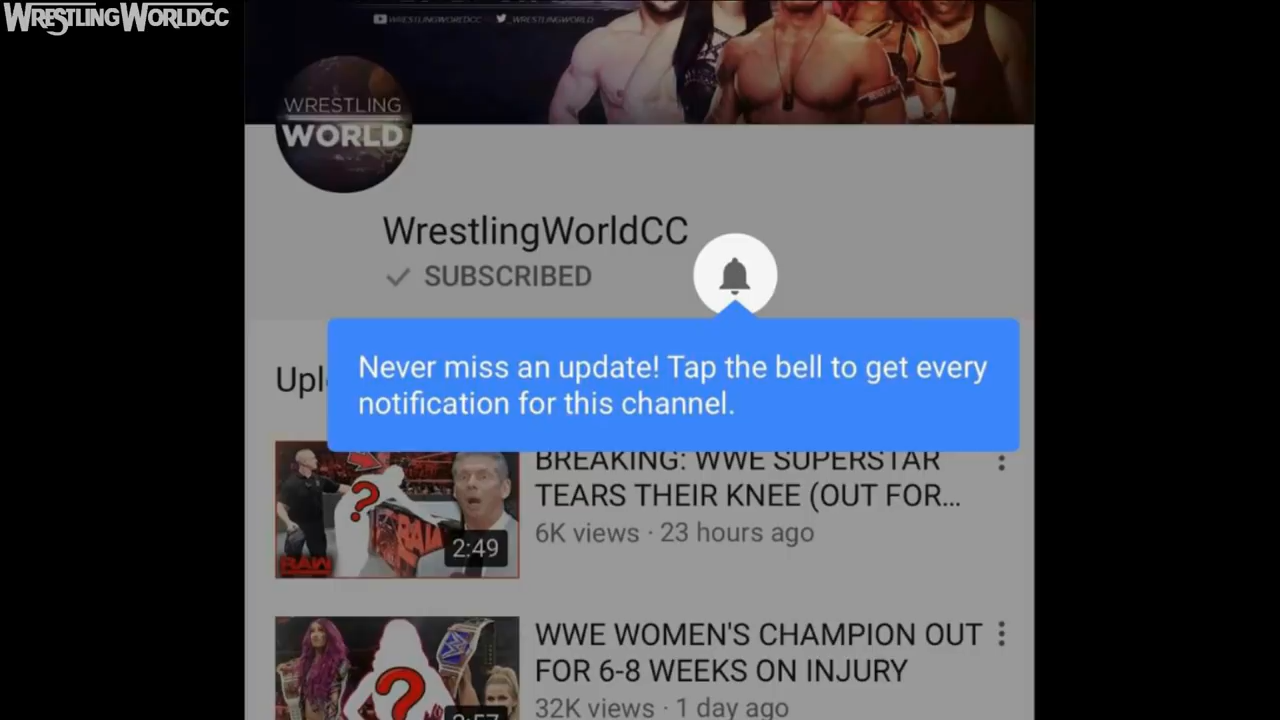 WRESTLINGWORLDCC
WRESTLINGWORLDCC _WRESTLINGWORLD
WRESTLING
WORLD
WrestlingWorldCC
SUBSCRIBED
Never miss an update! Tap the bell to get every
notification for this channel.
Upl
BREAKING: WWE SUPERSTAR
TEARS THEIR KNEE (OUT FOR...
6K views · 23 hours ago
?
RAW
2:49
WWE WOMEN'S CHAMPION OUT
FOR 6-8 WEEKS ON INJURY
32K views · 1 day ago
?